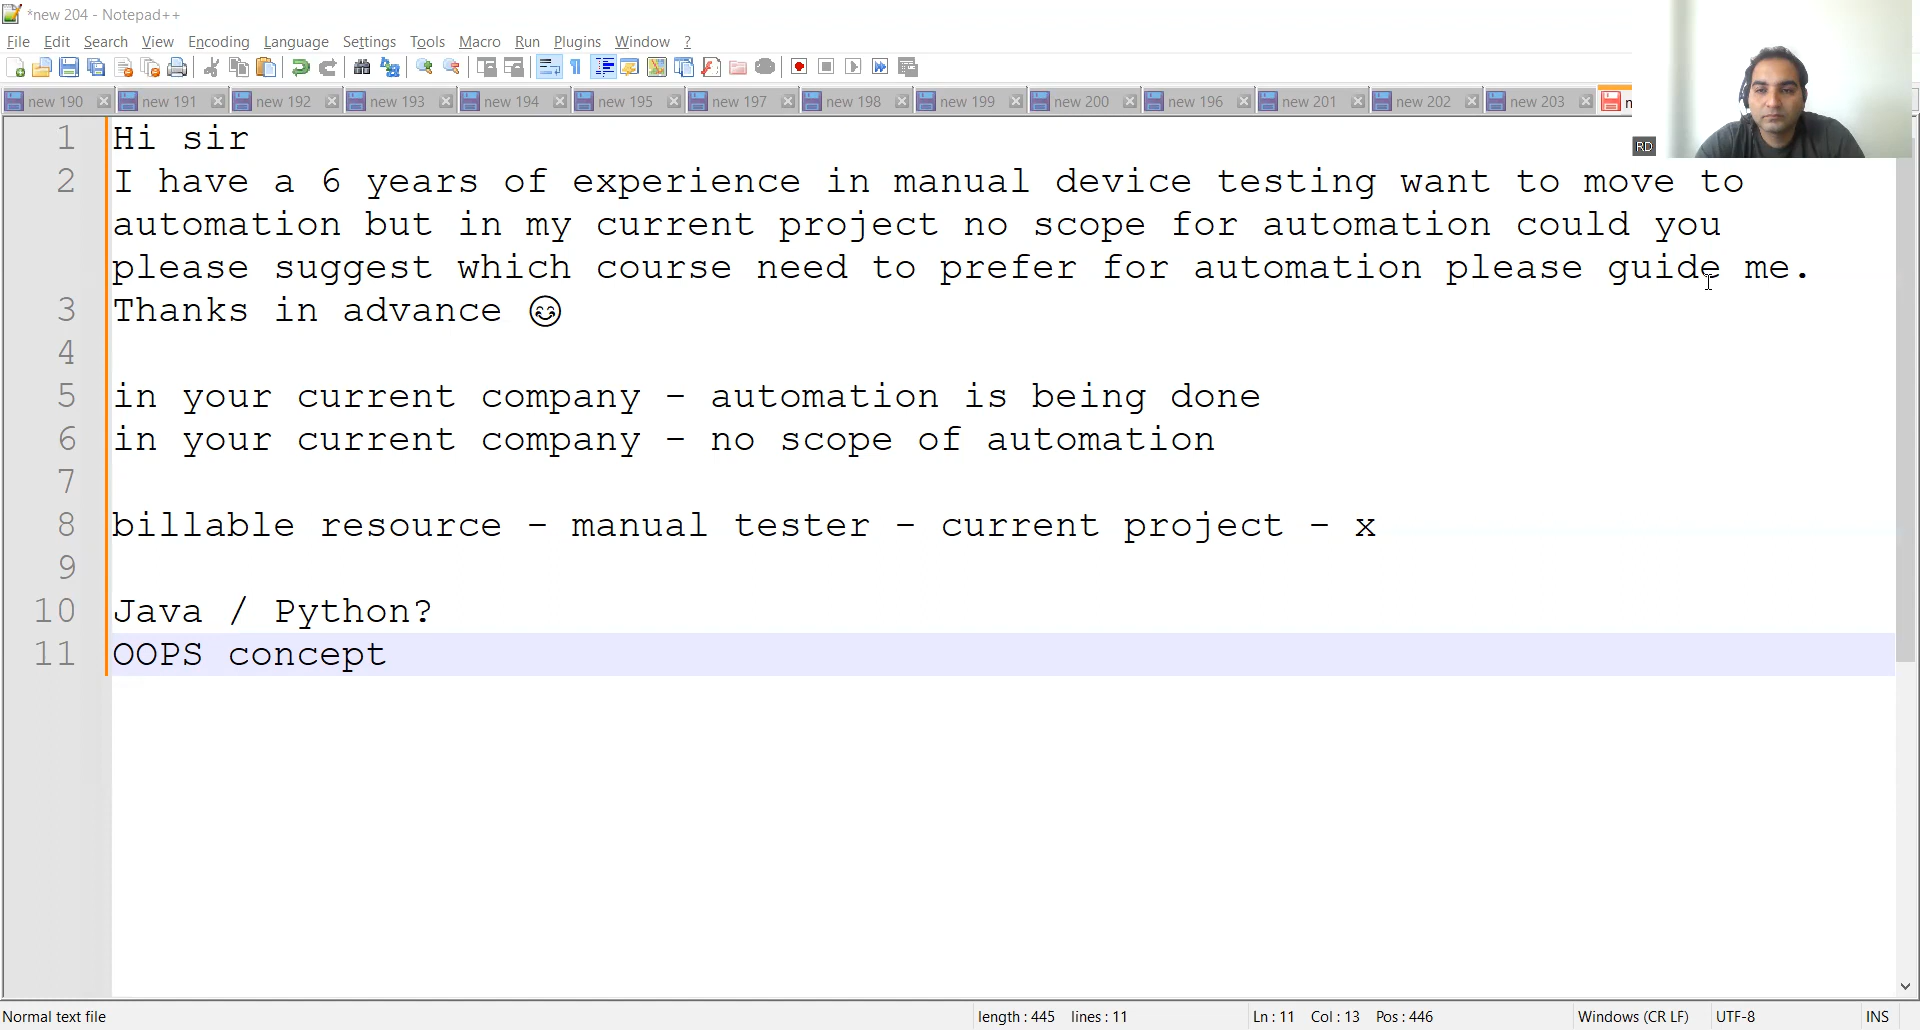 *new 204 - Notepad++
File Edit Search View Encoding Language Settings Tools Macro Run Plugins Window ?
new 190 new 191 new 192 new 193 new 194 new 195 new 197 new 198 new 199 new 200 new 196 new 201 new 202 new 203
RD
1 Hi sir
2 I have a 6 years of experience in manual device testing want to move to
automation but in my current project no scope for automation could you
please suggest which course need to prefer for automation please guide me.
3 Thanks in advance 😊
4
5 in your current company - automation is being done
6 in your current company - no scope of automation
7
8 billable resource - manual tester - current project - x
9
10 Java / Python?
11 OOPS concept
Normal text file length : 445 lines : 11 Ln : 11 Col : 13 Pos : 446 Windows (CR LF) UTF-8 INS